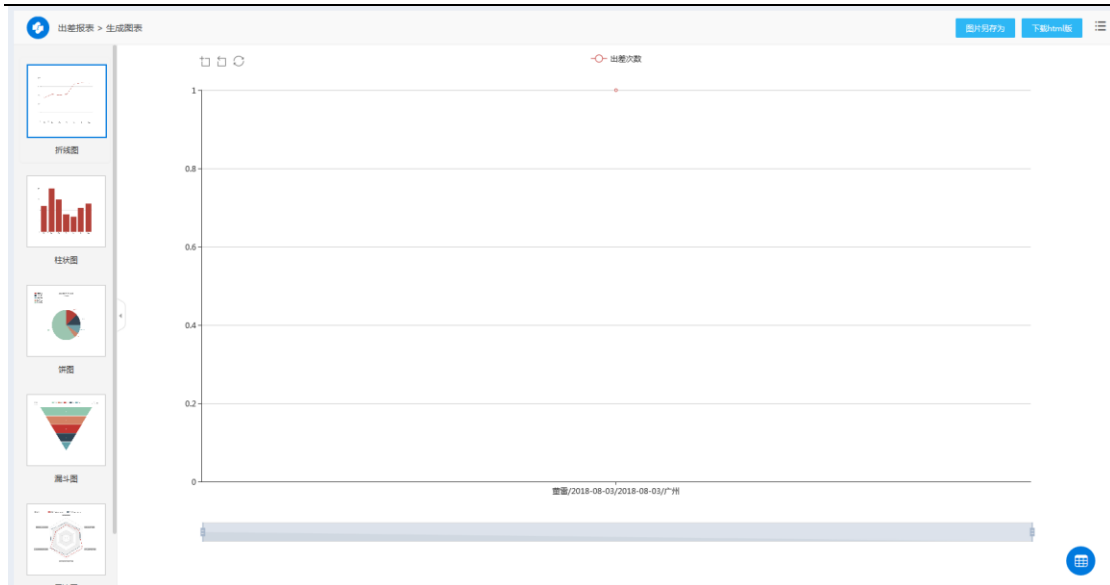 出差报表 > 生成图表
图片另存为
下载html版
折线图
柱状图
饼图
漏斗图
出差次数
1
0.8
0.6
0.4
0.2
0
童雷/2018-08-03/2018-08-03/广州